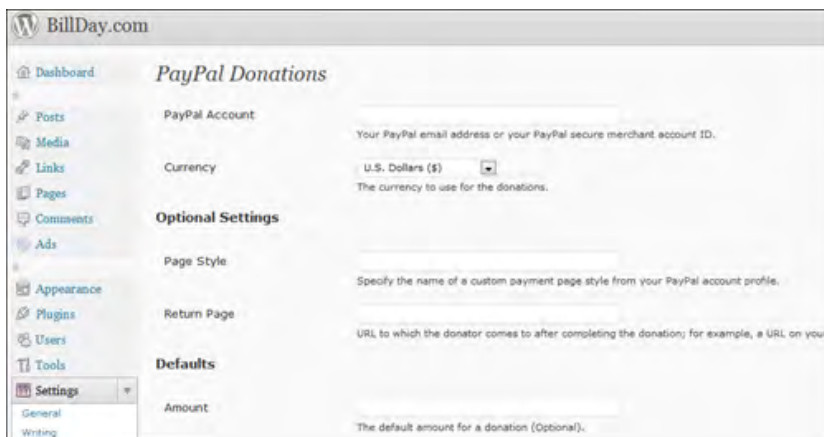 BillDay.com
Dashboard
Posts
Media
Links
Pages
Comments
Ads
Appearance
Plugins
Users
Tools
Settings
General
Writing
PayPal Donations
PayPal Account
Your PayPal email address or your PayPal secure merchant account ID.
Currency
U.S. Dollars ($)
The currency to use for the donations.
Optional Settings
Page Style
Specify the name of a custom payment page style from your PayPal account profile.
Return Page
URL to which the donator comes to after completing the donation; for example, a URL on you
Defaults
Amount
The default amount for a donation (Optional).